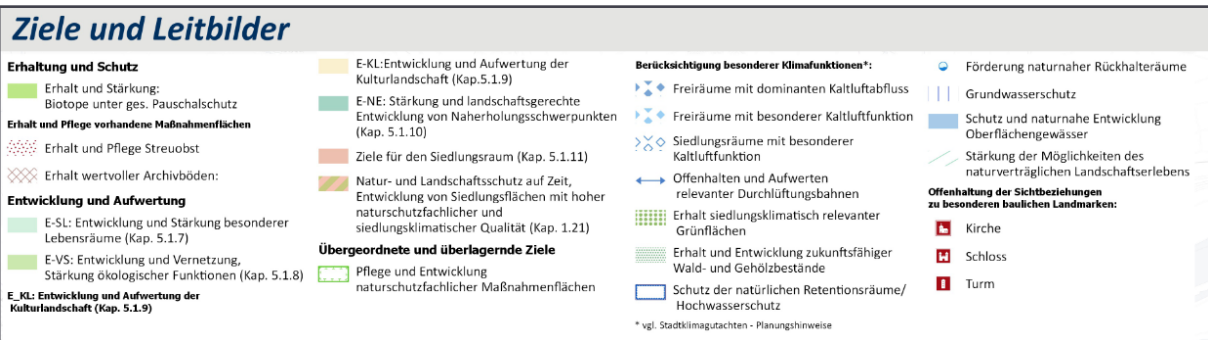 Ziele und Leitbilder
Erhaltung und Schutz
Erhalt und Stärkung:
Biotope unter ges. Pauschalschutz
Erhalt und Pflege vorhandene Maßnahmenflächen
Erhalt und Pflege Streuobst
Erhalt wertvoller Archivböden:
Entwicklung und Aufwertung
E-SL: Entwicklung und Stärkung besonderer
Lebensräume (Kap. 5.1.7)
E-VS: Entwicklung und Vernetzung,
Stärkung ökologischer Funktionen (Kap. 5.1.8)
E_KL: Entwicklung und Aufwertung der
Kulturlandschaft (Kap. 5.1.9)
E-KL:Entwicklung und Aufwertung der
Kulturlandschaft (Kap.5.1.9)
E-NE: Stärkung und landschaftsgerechte
Entwicklung von Naherholungsschwerpunkten
(Kap. 5.1.10)
Ziele für den Siedlungsraum (Kap. 5.1.11)
Natur- und Landschaftsschutz auf Zeit,
Entwicklung von Siedlungsflächen mit hoher
naturschutzfachlicher und
siedlungsklimatischer Qualität (Kap. 1.21)
Übergeordnete und überlagernde Ziele
Pflege und Entwicklung
naturschutzfachlicher Maßnahmenflächen
Berücksichtigung besonderer Klimafunktionen*:
Freiräume mit dominanten Kaltluftabfluss
Freiräume mit besonderer Kaltluftfunktion
Siedlungsräume mit besonderer
Kaltluftfunktion
Offenhalten und Aufwerten
relevanter Durchlüftungsbahnen
Erhalt siedlungsklimatisch relevanter
Grünflächen
Erhalt und Entwicklung zukunftsfähiger
Wald- und Gehölzbestände
Schutz der natürlichen Retentionsräume/
Hochwasserschutz
* vgl. Stadtklimagutachten - Planungshinweise
Förderung naturnaher Rückhalteräume
Grundwasserschutz
Schutz und naturnahe Entwicklung
Oberflächengewässer
Stärkung der Möglichkeiten des
naturverträglichen Landschaftserlebens
Offenhaltung der Sichtbeziehungen
zu besonderen baulichen Landmarken:
Kirche
Schloss
Turm